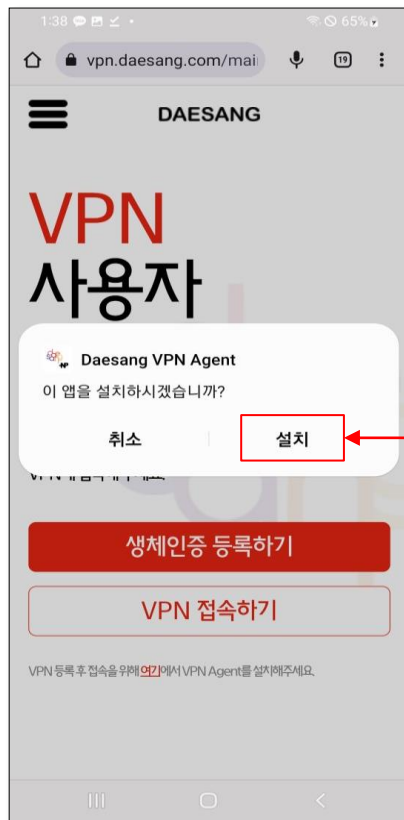 1:38
65%
vpn.daesang.com/mai
19
DAESANG
VPN
사용자
Daesang VPN Agent
이 앱을 설치하시겠습니까?
취소
설치
생체인증 등록하기
VPN 접속하기
VPN 등록 후 접속을 위해 여기에서 VPN Agent를 설치해주세요.